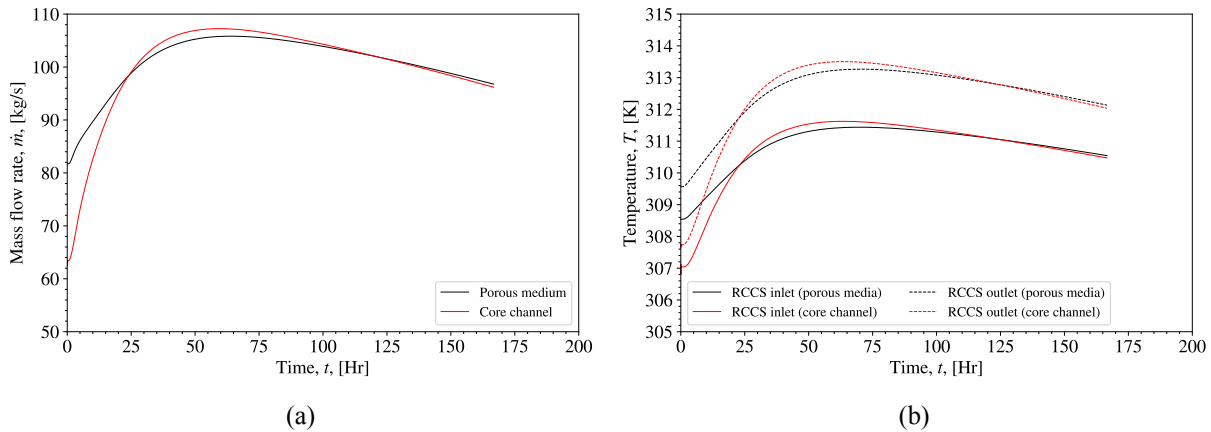 110
100
90
80
70
60
50
Mass flow rate, ṁ, [kg/s]
Porous medium
Core channel
0 25 50 75 100 125 150 175 200
Time, t, [Hr]
(a)
315
314
313
312
311
310
309
308
307
306
305
Temperature, T, [K]
RCCS inlet (porous media)
RCCS inlet (core channel)
RCCS outlet (porous media)
RCCS outlet (core channel)
0 25 50 75 100 125 150 175 200
Time, t, [Hr]
(b)